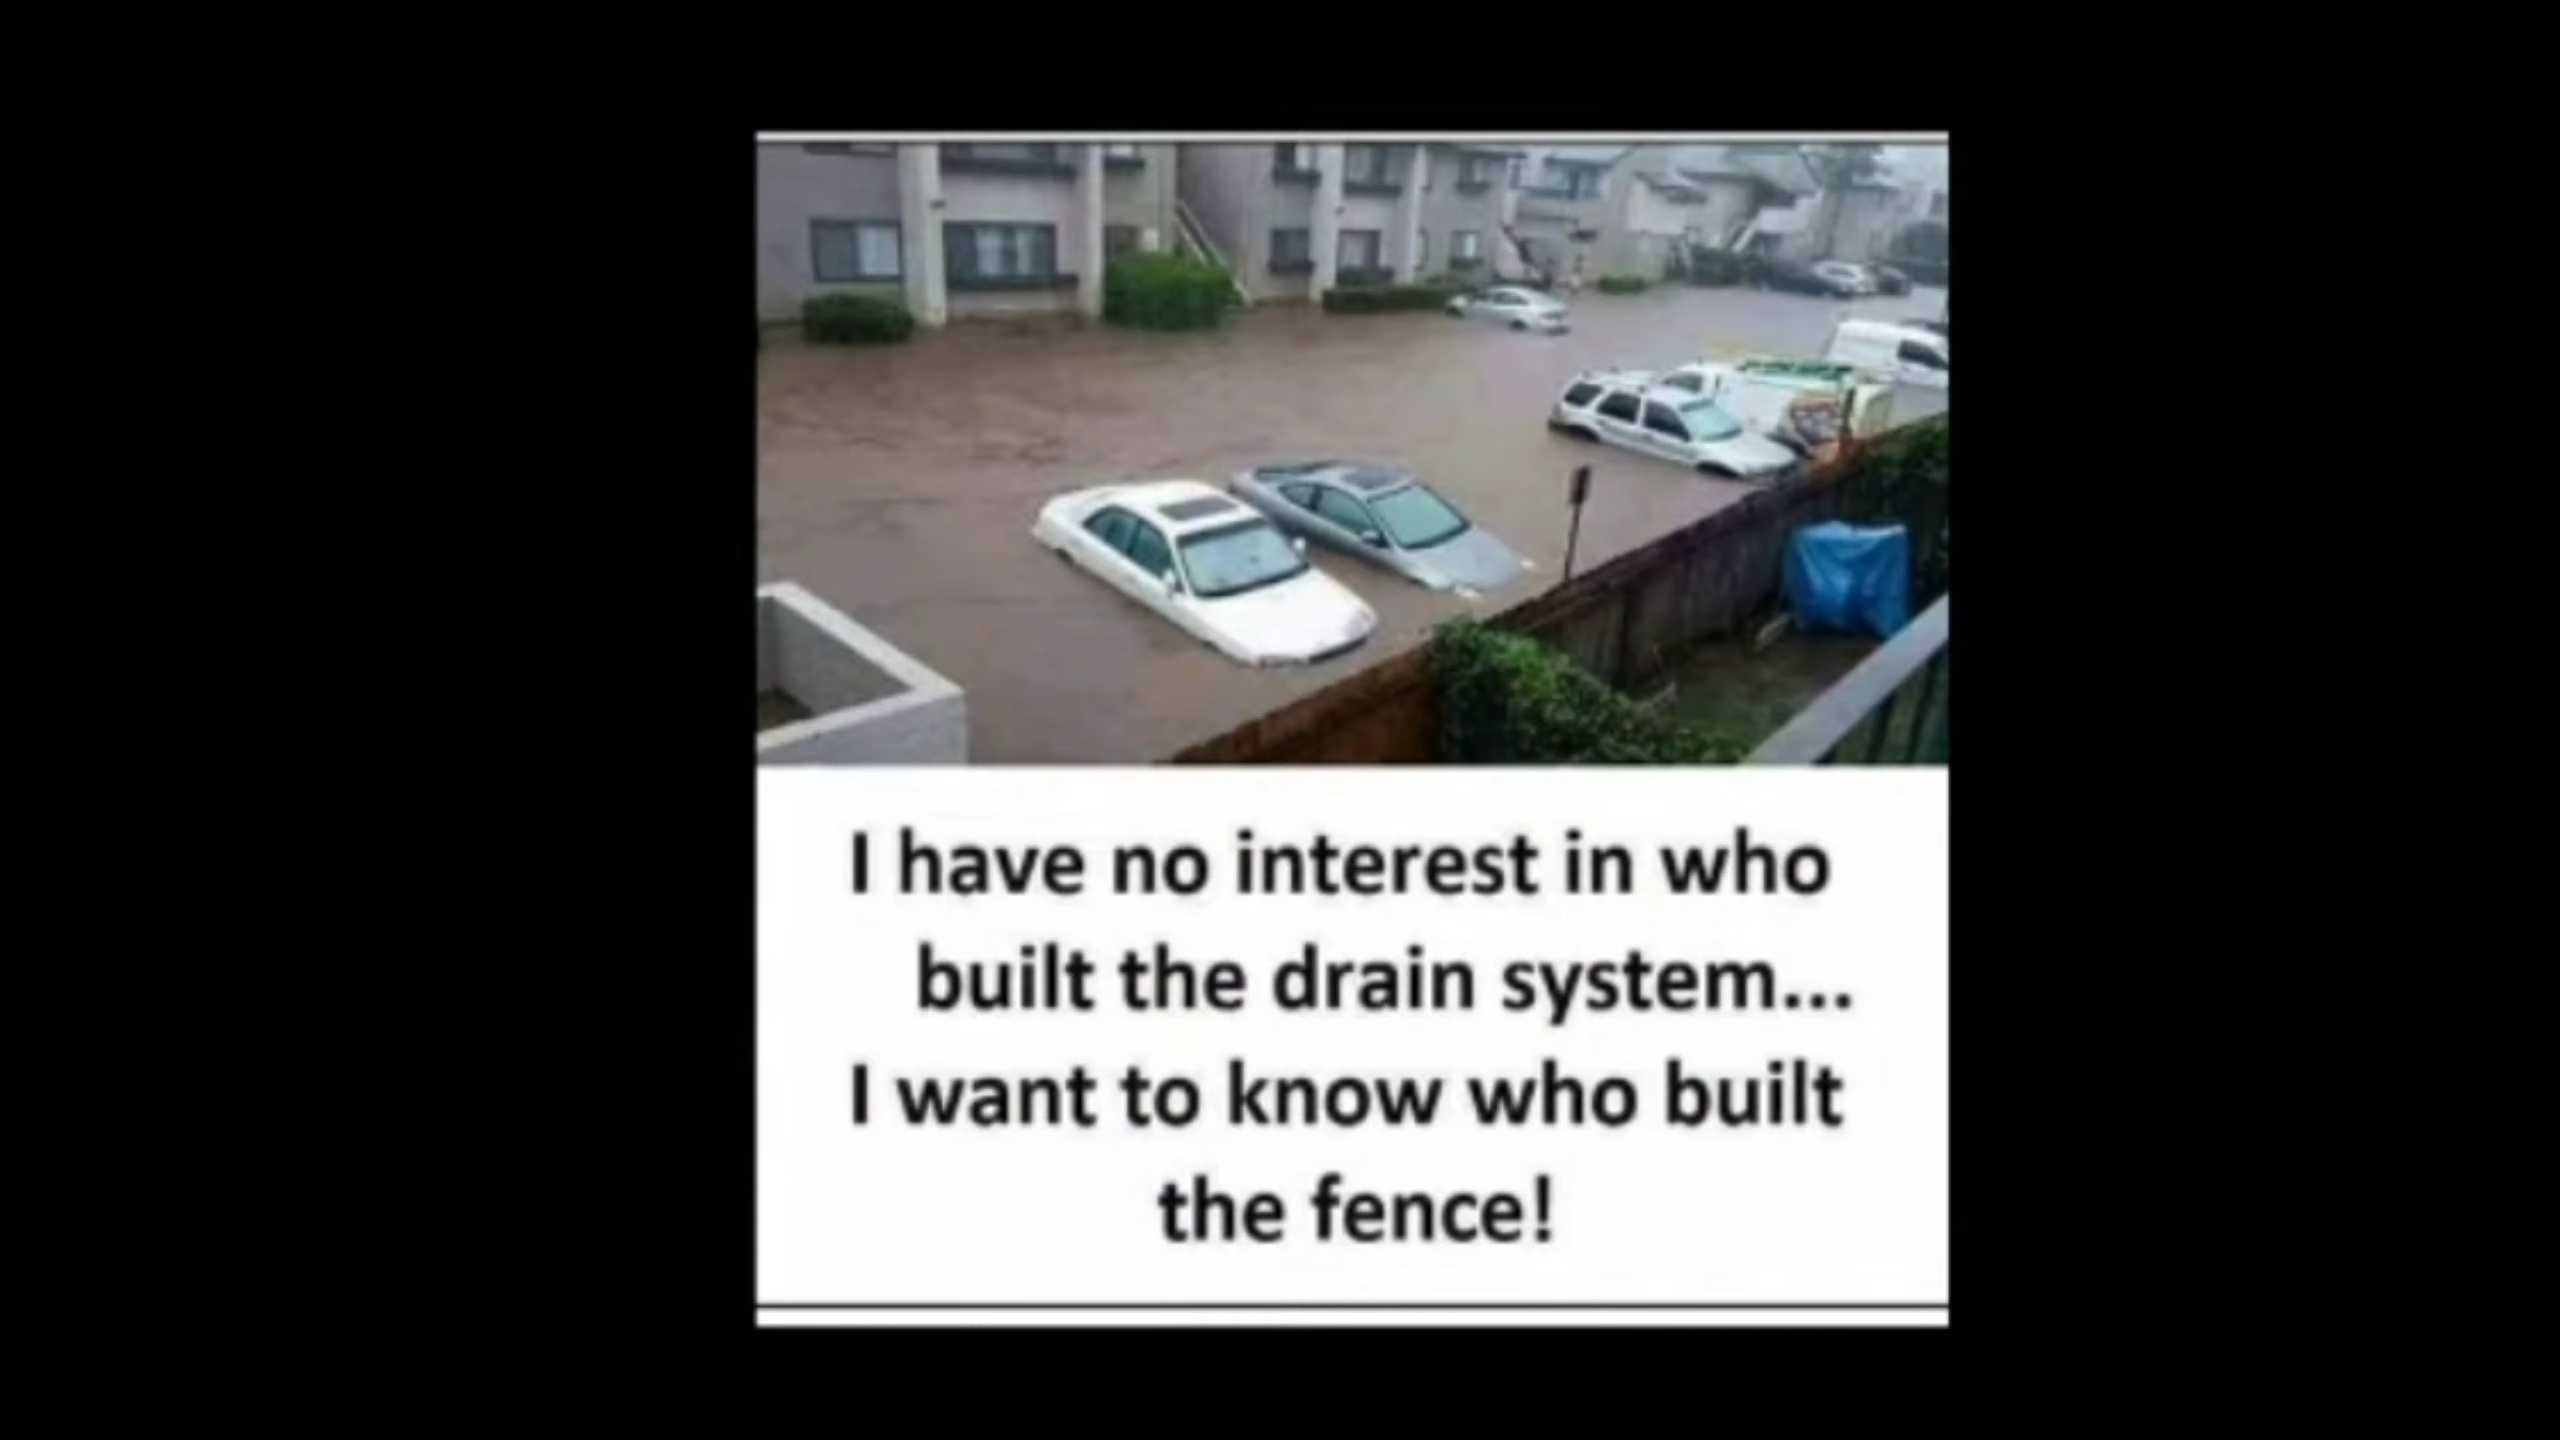 I have no interest in who
built the drain system...
I want to know who built
the fence!